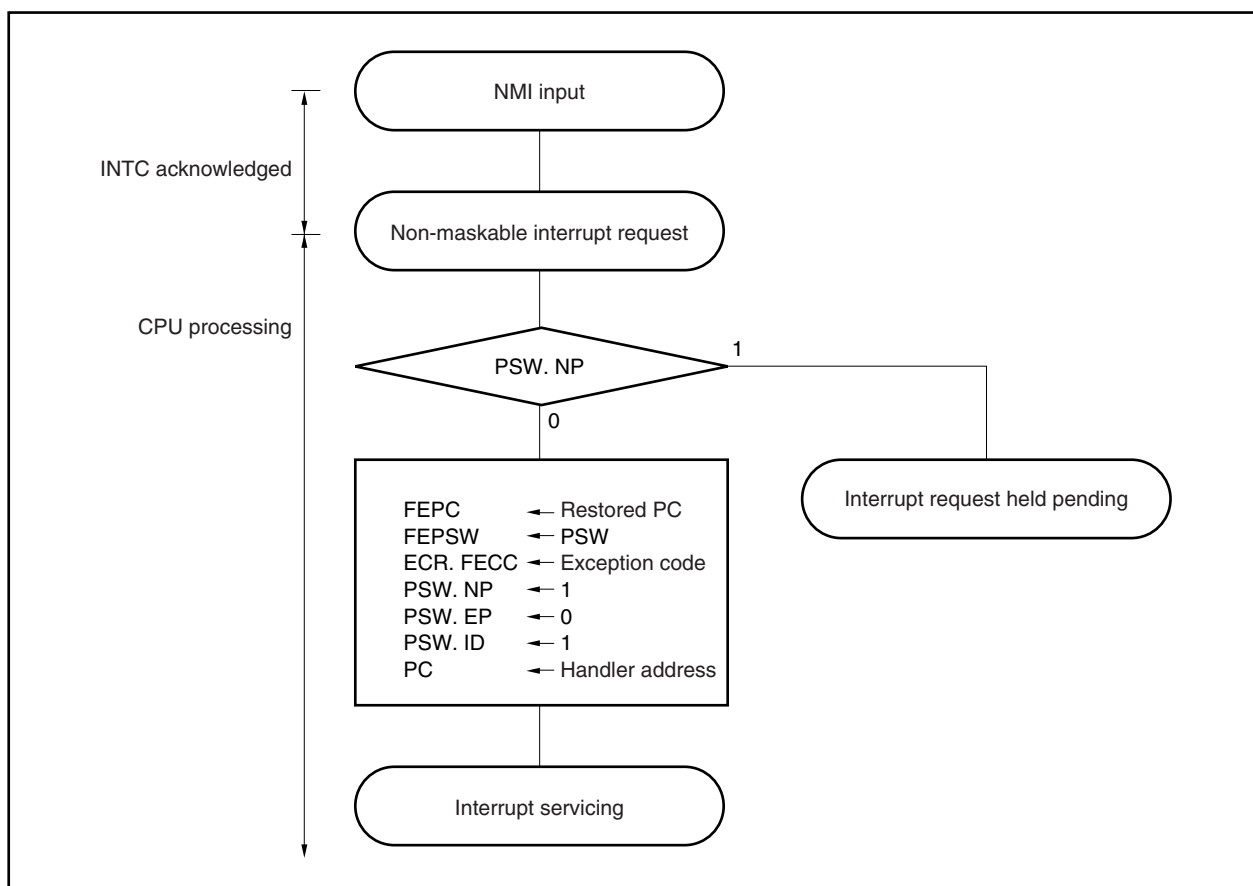 NMI input
INTC acknowledged
Non-maskable interrupt request
CPU processing
PSW. NP
1
0
FEPC ← Restored PC
FEPSW ← PSW
ECR. FECC ← Exception code
PSW. NP ← 1
PSW. EP ← 0
PSW. ID ← 1
PC ← Handler address
Interrupt request held pending
Interrupt servicing